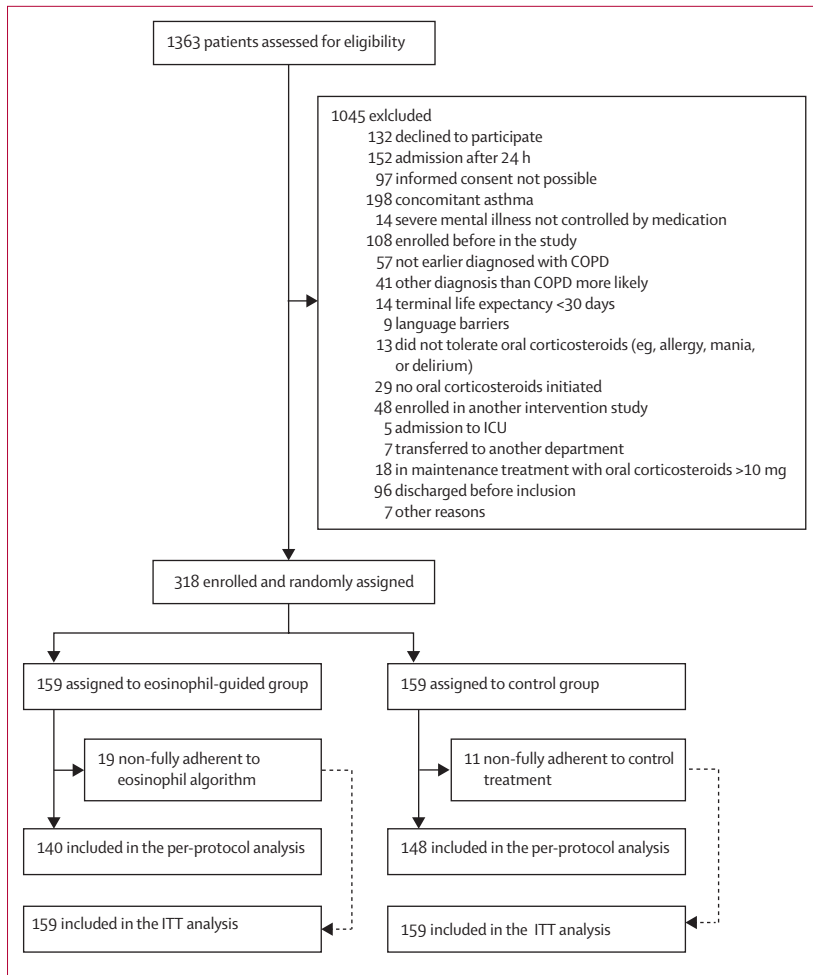 1363 patients assessed for eligibility
1045 exlcluded
132 declined to participate
152 admission after 24 h
97 informed consent not possible
198 concomitant asthma
14 severe mental illness not controlled by medication
108 enrolled before in the study
57 not earlier diagnosed with COPD
41 other diagnosis than COPD more likely
14 terminal life expectancy <30 days
9 language barriers
13 did not tolerate oral corticosteroids (eg, allergy, mania,
or delirium)
29 no oral corticosteroids initiated
48 enrolled in another intervention study
5 admission to ICU
7 transferred to another department
18 in maintenance treatment with oral corticosteroids >10 mg
96 discharged before inclusion
7 other reasons
318 enrolled and randomly assigned
159 assigned to eosinophil-guided group
159 assigned to control group
19 non-fully adherent to
eosinophil algorithm
11 non-fully adherent to control
treatment
140 included in the per-protocol analysis
148 included in the per-protocol analysis
159 included in the ITT analysis
159 included in the ITT analysis